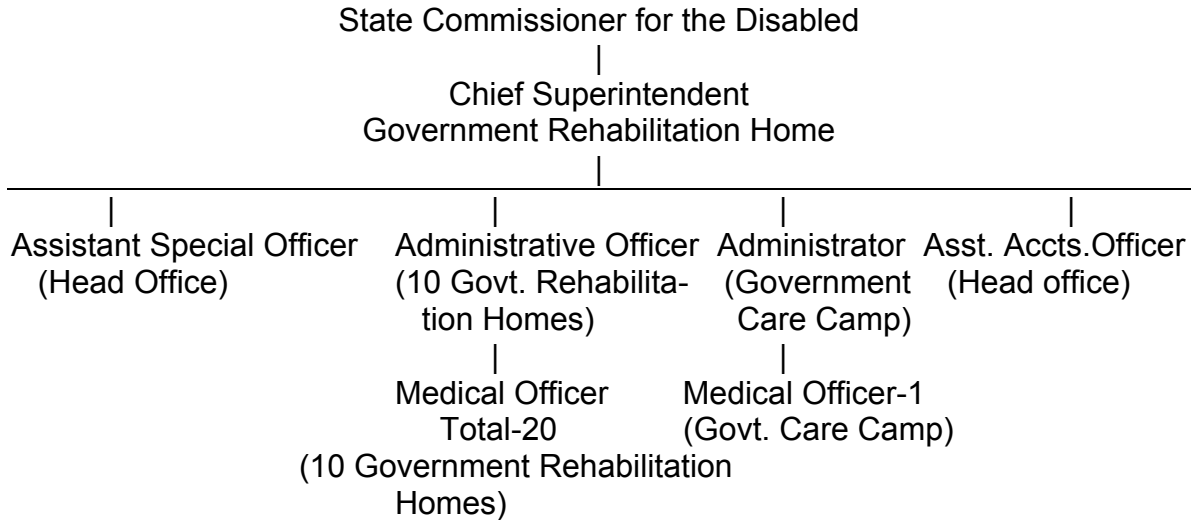 State Commissioner for the Disabled
|
Chief Superintendent
Government Rehabilitation Home
|
| | | |
Assistant Special Officer Administrative Officer Administrator Asst. Accts.Officer
(Head Office) (10 Govt. Rehabilita- (Government (Head office)
tion Homes) Care Camp)
| |
Medical Officer Medical Officer-1
Total-20 (Govt. Care Camp)
(10 Government Rehabilitation
Homes)